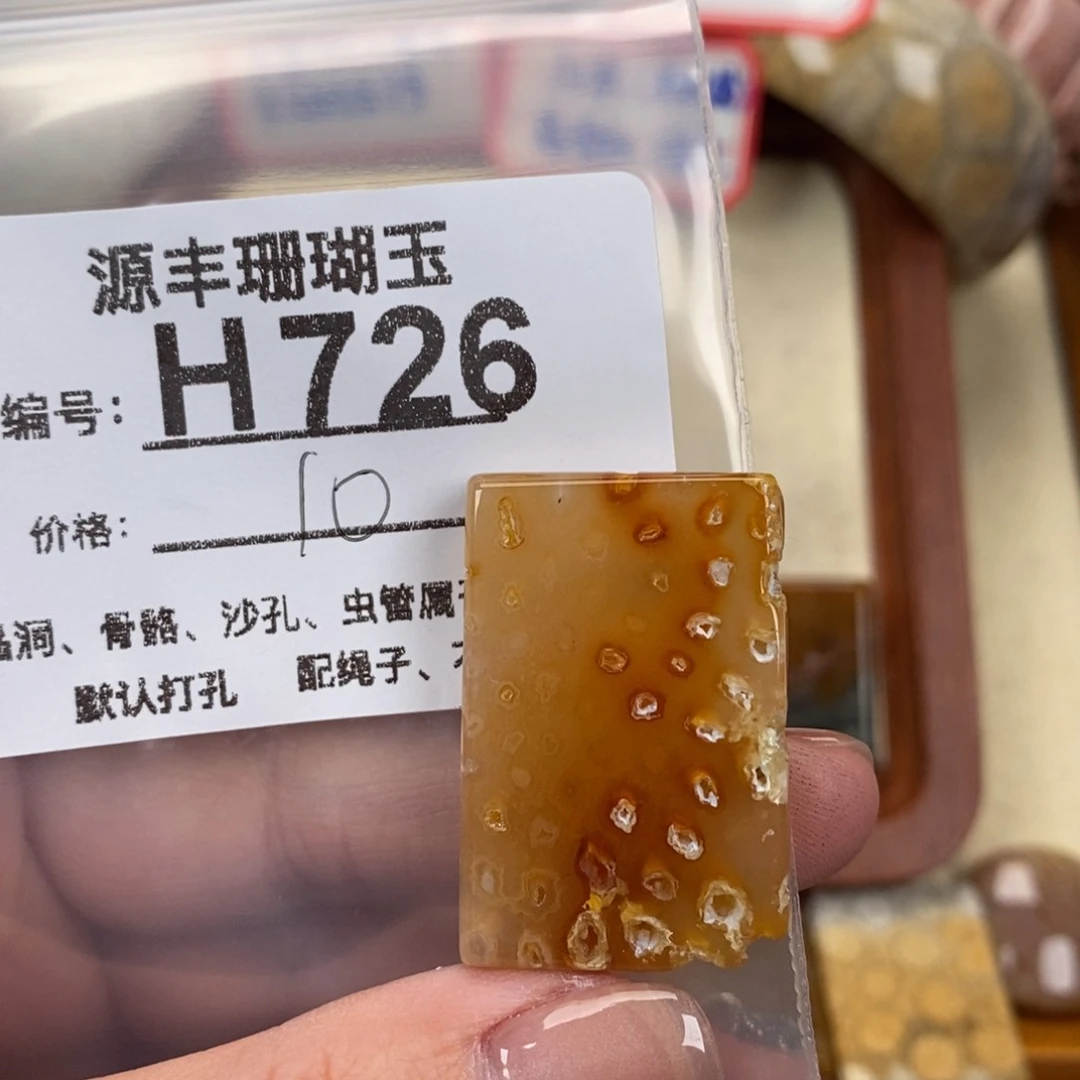 源丰珊瑚玉
编号：H726
价格：10
洞、骨骼、沙孔、虫管属
默认打孔 配绳子、